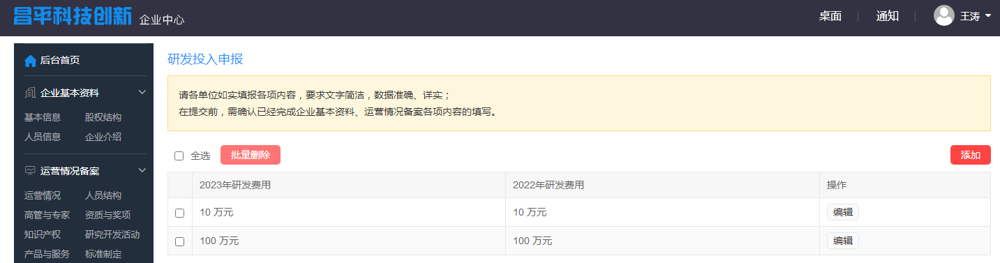 昌平科技创新 企业中心 桌面 通知 王涛
后台首页
企业基本资料
基本信息 股权结构
人员信息 企业介绍
运营情况备案
运营情况 人员结构
高管与专家 资质与奖项
知识产权 研究开发活动
产品与服务 标准制定
研发投入申报
请各单位如实填报各项内容，要求文字简洁，数据准确、详实；
在提交前，需确认已经完成企业基本资料、运营情况备案各项内容的填写。
全选 批量删除 添加
2023年研发费用 2022年研发费用 操作
10 万元 10 万元 编辑
100 万元 100 万元 编辑